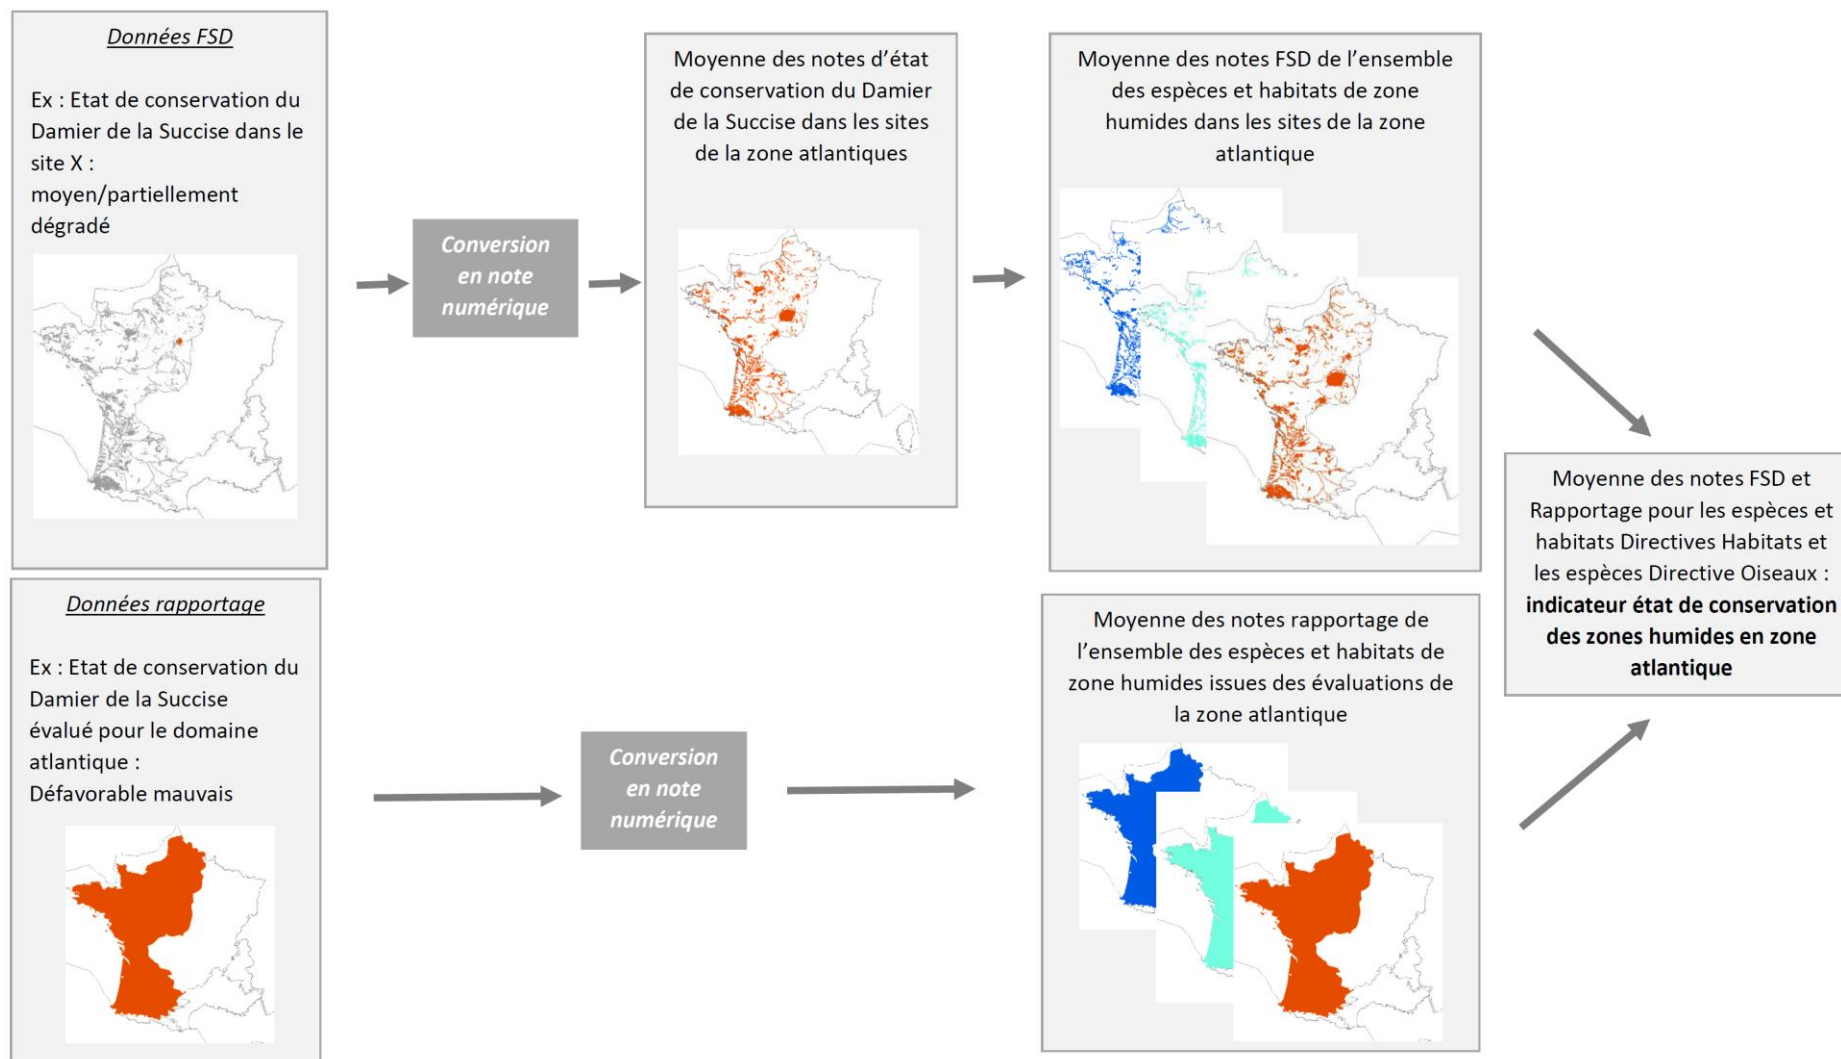 Données FSD
Ex : Etat de conservation du
Damier de la Succise dans le
site X :
moyen/partiellement
dégradé
Conversion
en note
numérique
Moyenne des notes d’état
de conservation du Damier
de la Succise dans les sites
de la zone atlantiques
Moyenne des notes FSD de l’ensemble
des espèces et habitats de zone
humides dans les sites de la zone
atlantique
Données rapportage
Ex : Etat de conservation du
Damier de la Succise
évalué pour le domaine
atlantique :
Défavorable mauvais
Conversion
en note
numérique
Moyenne des notes rapportage de
l’ensemble des espèces et habitats de
zone humides issues des évaluations de
la zone atlantique
Moyenne des notes FSD et
Rapportage pour les espèces et
habitats Directives Habitats et
les espèces Directive Oiseaux :
indicateur état de conservation
des zones humides en zone
atlantique